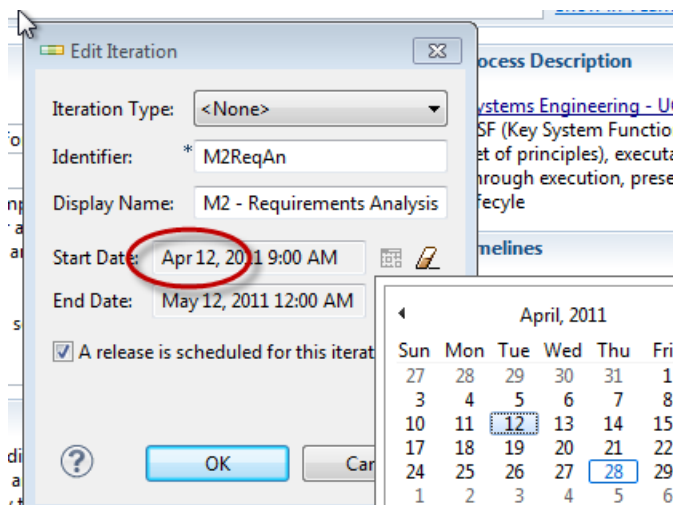 Edit Iteration
Iteration Type: <None>
Identifier: * M2ReqAn
Display Name: M2 - Requirements Analysis
Start Date: Apr 12, 2011 9:00 AM
End Date: May 12, 2011 12:00 AM
A release is scheduled for this iterat
OK
Process Description
Systems Engineering - U
SF (Key System Functio
et of principles), execut
hrough execution, prese
fecyle
melines
April, 2011
Sun Mon Tue Wed Thu Fri
27 28 29 30 31 1
3 4 5 6 7 8
10 11 12 13 14 15
17 18 19 20 21 22
24 25 26 27 28 29
1 2 3 4 5 6